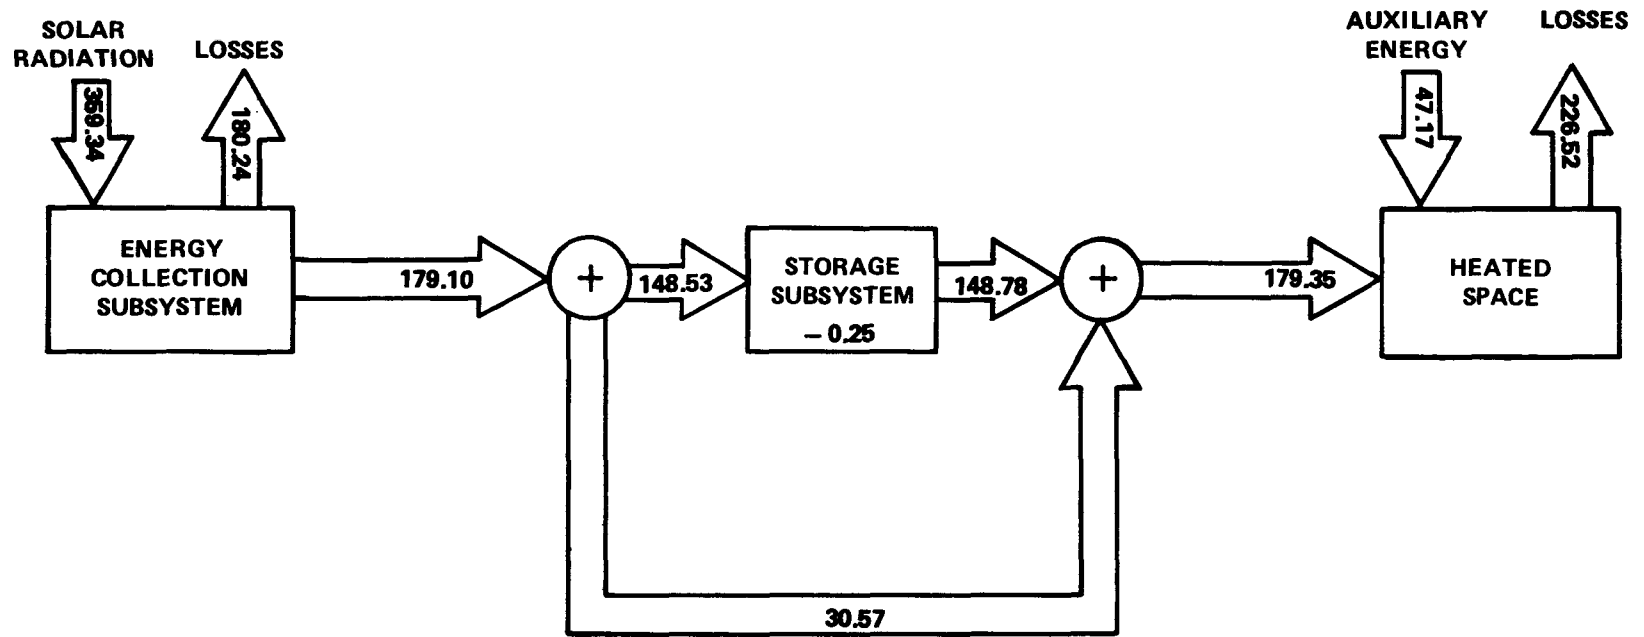 SOLAR
RADIATION
359.34
LOSSES
180.24
AUXILIARY
ENERGY
47.17
LOSSES
226.52
ENERGY
COLLECTION
SUBSYSTEM
179.10
+
148.53
STORAGE
SUBSYSTEM
– 0.25
148.78
+
179.35
HEATED
SPACE
30.57